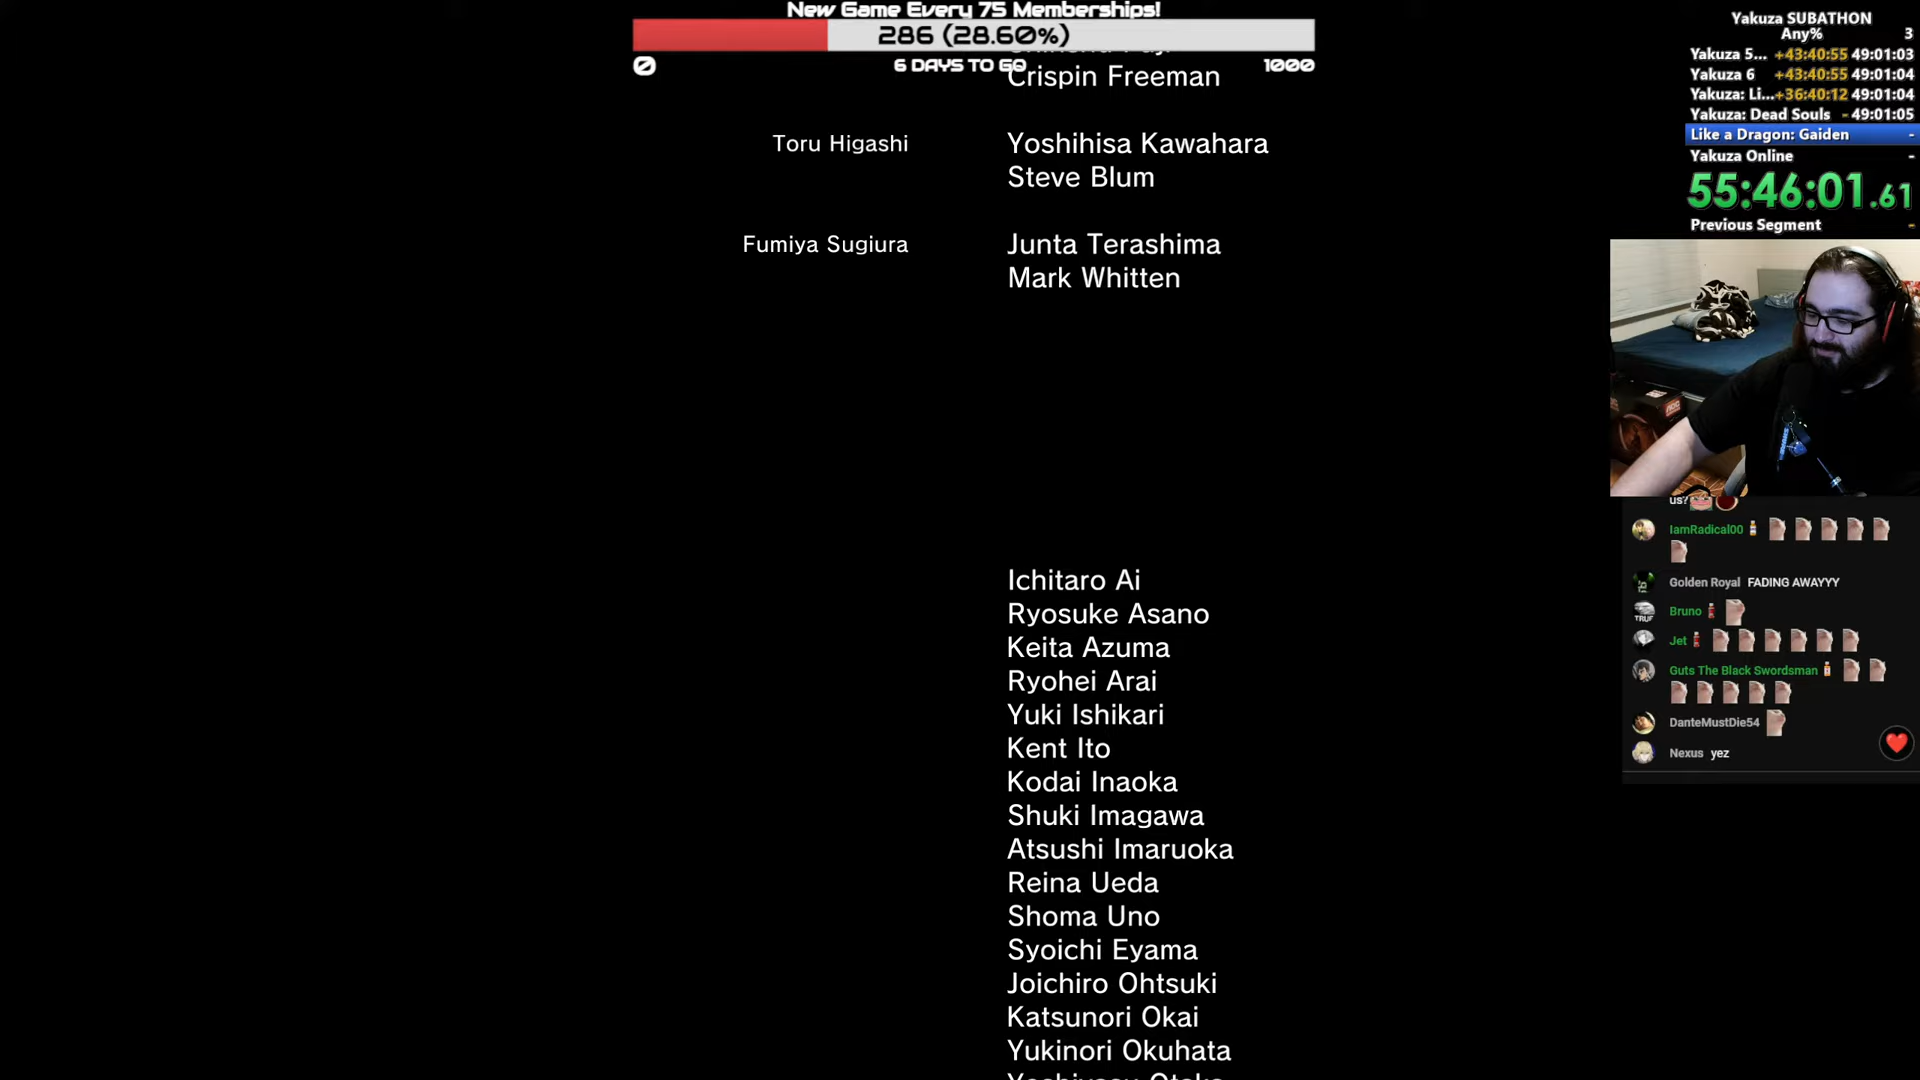 New Game Every 75 Memberships!
286 (28.60%)
0
6 DAYS TO GO
1000
Crispin Freeman
Toru Higashi
Yoshihisa Kawahara
Steve Blum
Fumiya Sugiura
Junta Terashima
Mark Whitten
Ichitaro Ai
Ryosuke Asano
Keita Azuma
Ryohei Arai
Yuki Ishikari
Kent Ito
Kodai Inaoka
Shuki Imagawa
Atsushi Imaruoka
Reina Ueda
Shoma Uno
Syoichi Eyama
Joichiro Ohtsuki
Katsunori Okai
Yukinori Okuhata
Yakuza SUBATHON
Any% 3
Yakuza 5... +43:40:55 49:01:03
Yakuza 6 +43:40:55 49:01:04
Yakuza: Li...+36:40:12 49:01:04
Yakuza: Dead Souls - 49:01:05
Like a Dragon: Gaiden -
Yakuza Online -
55:46:01.61
Previous Segment -
us?
IamRadical00
Golden Royal FADING AWAYYY
Bruno
Jet
Guts The Black Swordsman
DanteMustDie54
Nexus yez